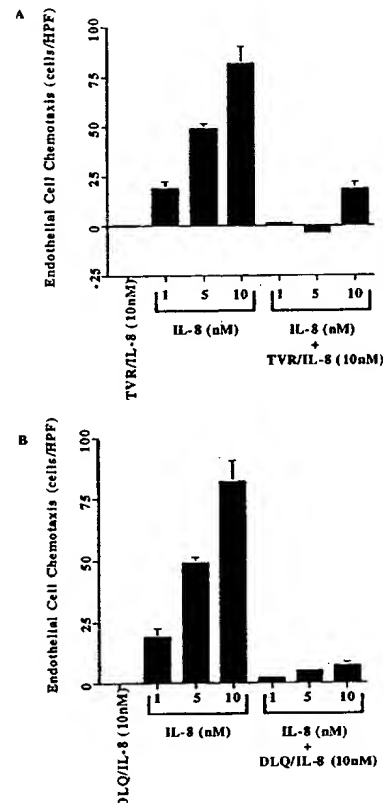 A
Endothelial Cell Chemotaxis (cells/HPF)
100
75
50
25
0
-25
TVR/IL-8 (10nM)
1 5 10 1 5 10
IL-8 (nM)
IL-8 (nM)
+
TVR/IL-8 (10nM)
B
Endothelial Cell Chemotaxis (cells/HPF)
100
75
50
25
0
DLQ/IL-8 (10nM)
1 5 10 1 5 10
IL-8 (nM)
IL-8 (nM)
+
DLQ/IL-8 (10nM)